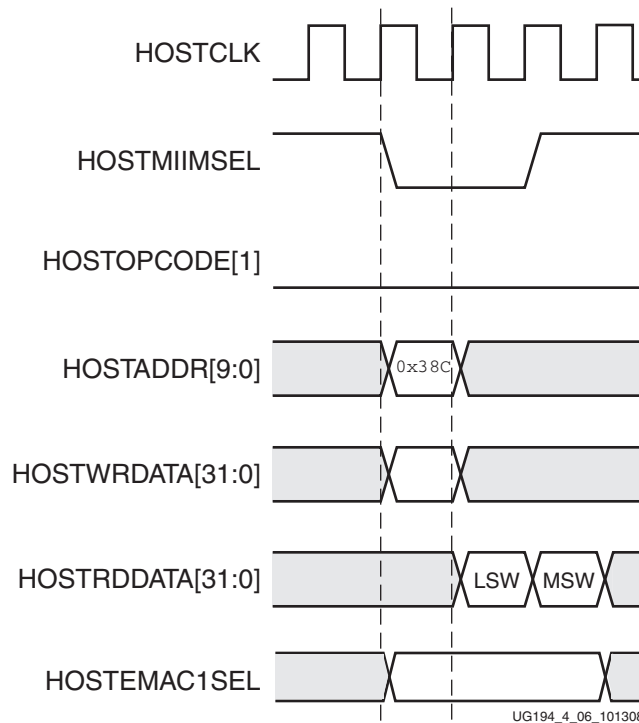 HOSTCLK
HOSTMIIMSEL
HOSTOPCODE[1]
HOSTADDR[9:0]
0x38C
HOSTWRDATA[31:0]
HOSTRDDATA[31:0]
LSW
MSW
HOSTEMAC1SEL